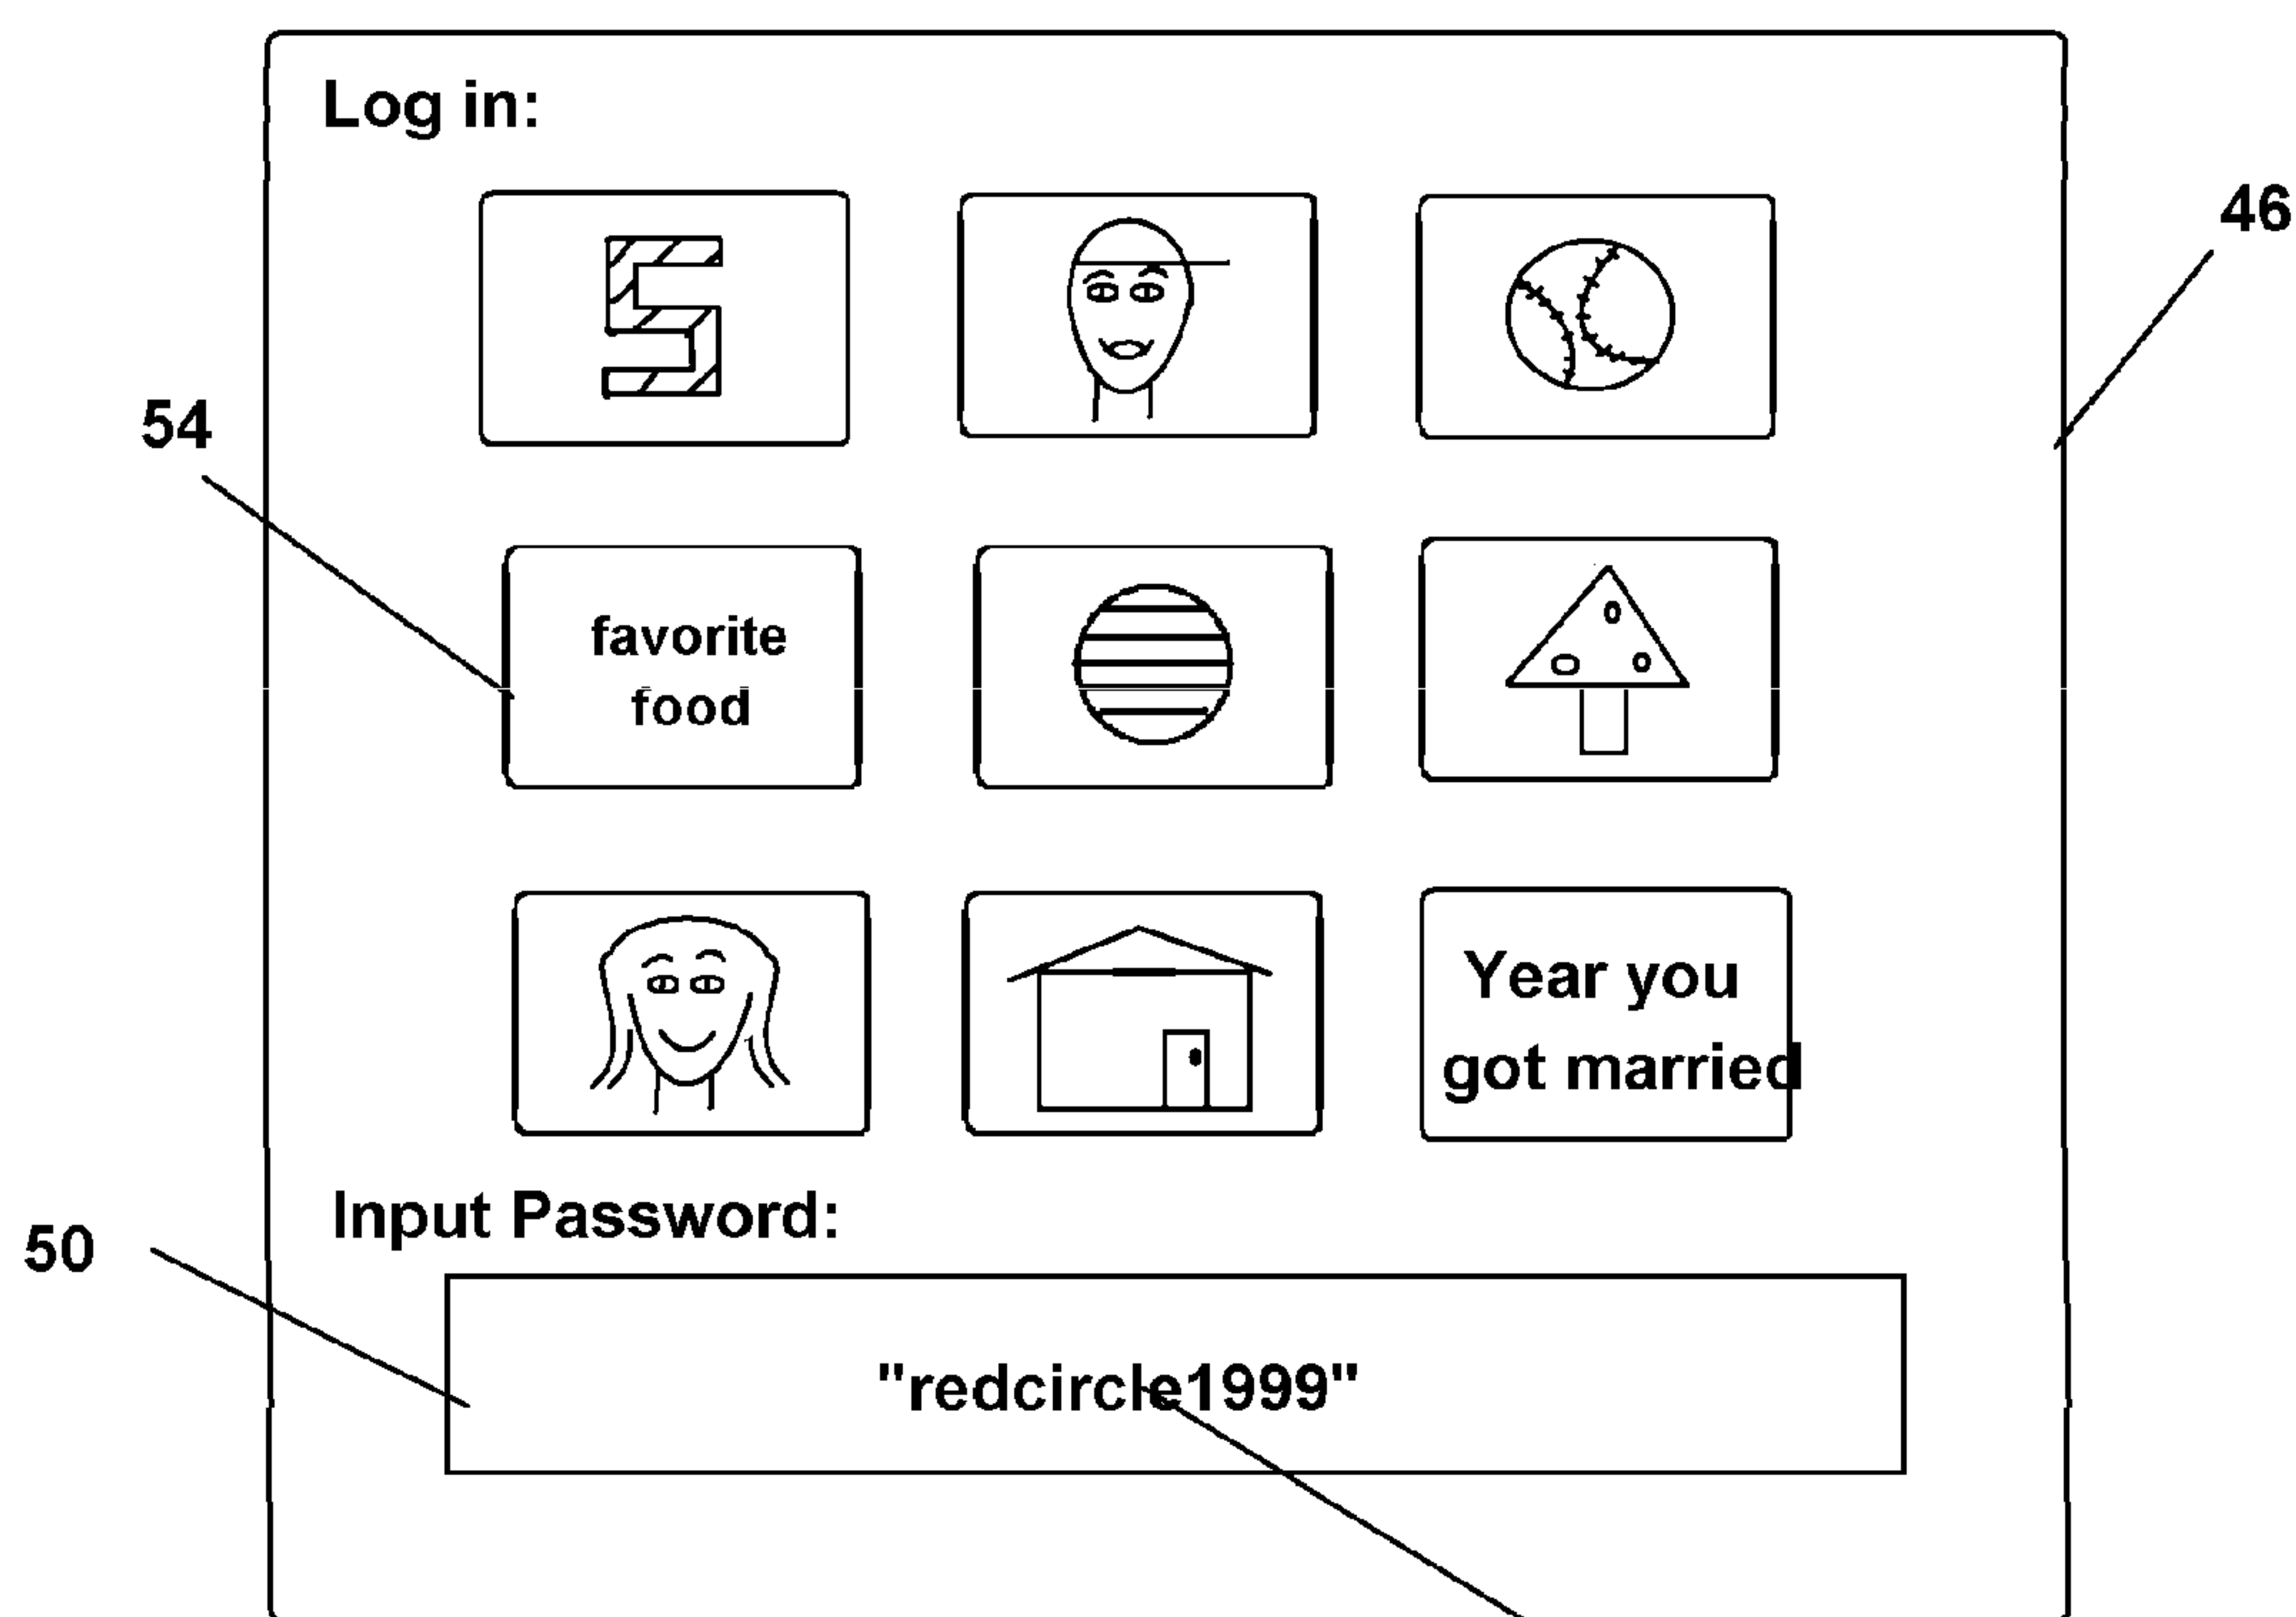 Log in:
46
54
favorite
food
Year you
got married
Input Password:
50
"redcircle1999"